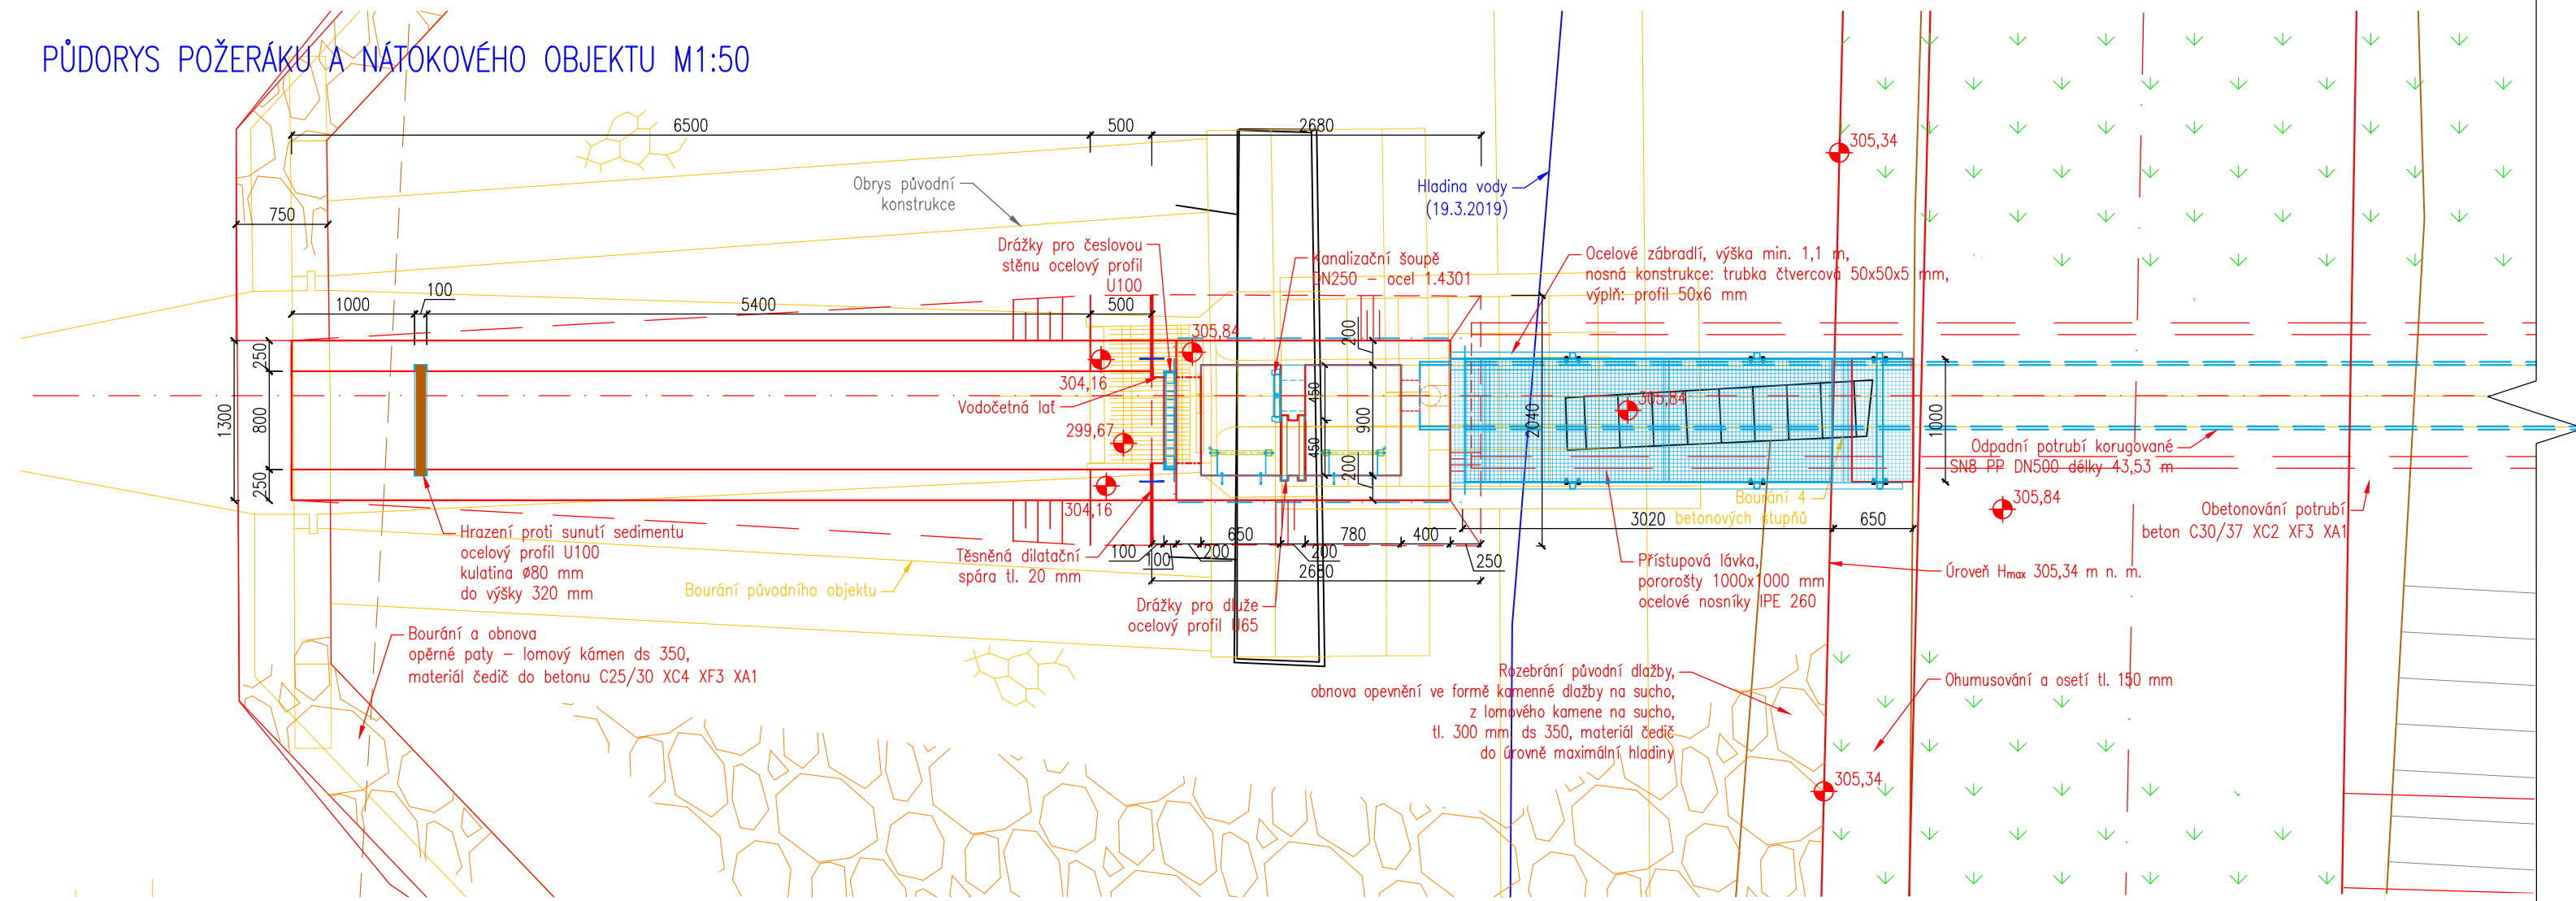 PŮDORYS POŽERÁKU A NÁTOKOVÉHO OBJEKTU M1:50
6500
500
2680
305,34
750
Obrys původní
konstrukce
Hladina vody
(19.3.2019)
Drážky pro česlovou
stěnu ocelový profil
U100
Kanalizační šoupě
DN250 – ocel 1.4301
Ocelové zábradlí, výška min. 1,1 m,
nosná konstrukce: trubka čtvercová 50x50x5 mm,
výplň: profil 50x6 mm
1000
100
5400
500
305,84
200
250
304,16
1300
800
Vodočetná lať
450
900
2040
305,84
1000
299,67
450
200
Odpadní potrubí korugované
SN8 PP DN500 délky 43,53 m
250
304,16
Bourání 4
betonových stupňů
305,84
Obetonování potrubí
beton C30/37 XC2 XF3 XA1
3020
650
Hrazení proti sunutí sedimentu
ocelový profil U100
kulatina ø80 mm
do výšky 320 mm
Těsněná dilatační
spára tl. 20 mm
100
100
200
650
200
780
400
250
2680
Přístupová lávka,
pororošty 1000x1000 mm
ocelové nosníky IPE 260
Úroveň Hmax 305,34 m n. m.
Bourání původního objektu
Drážky pro dluže
ocelový profil U65
Bourání a obnova
opěrné paty – lomový kámen ds 350,
materiál čedič do betonu C25/30 XC4 XF3 XA1
Rozebrání původní dlažby,
obnova opevnění ve formě kamenné dlažby na sucho,
z lomového kamene na sucho,
tl. 300 mm, ds 350, materiál čedič
do úrovně maximální hladiny
Ohumusování a osetí tl. 150 mm
305,34